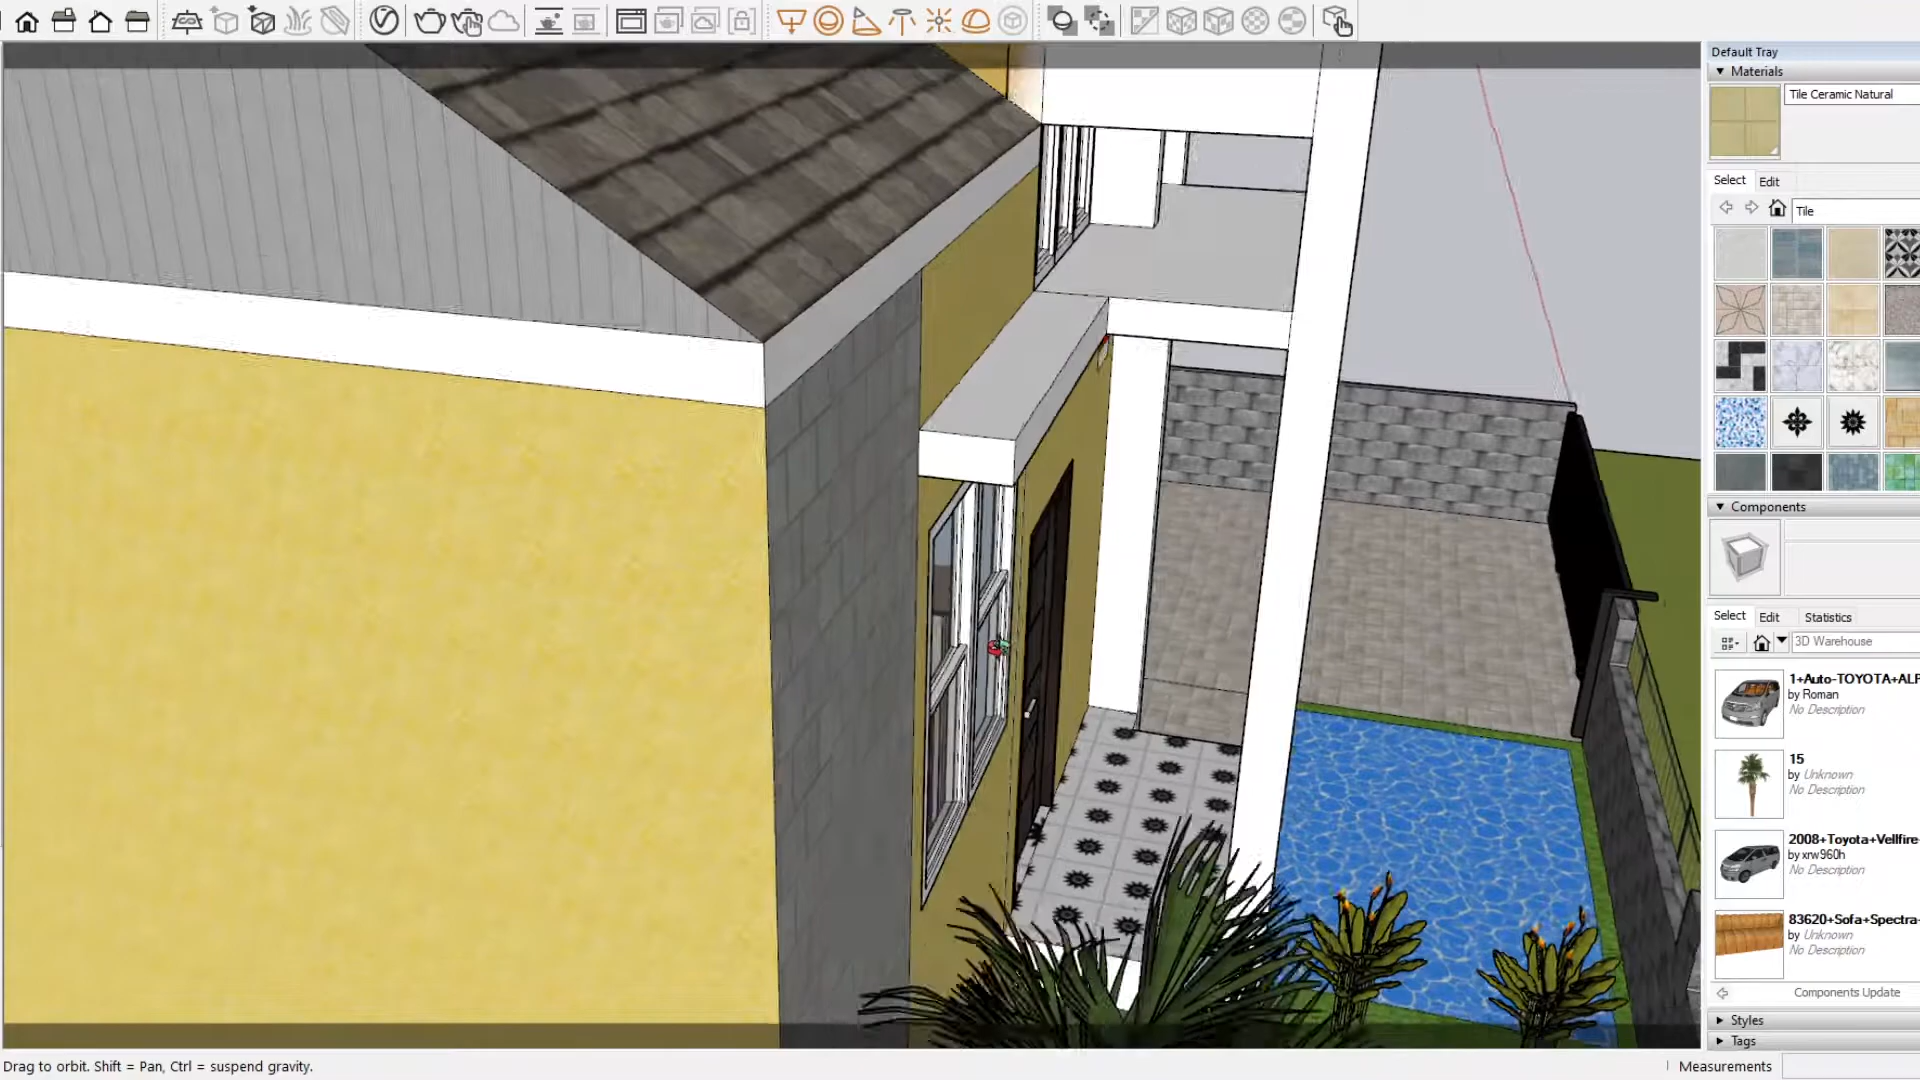 Default Tray
Materials
Tile Ceramic Natural
Select
Edit
Tile
Components
Select
Edit
Statistics
3D Warehouse
1+Auto-TOYOTA+ALP
by Roman
No Description
15
by Unknown
No Description
2008+Toyota+Vellfire
by xrw960h
No Description
83620+Sofa+Spectra
by Unknown
No Description
Components Update
Styles
Tags
Drag to orbit. Shift = Pan, Ctrl = suspend gravity.
Measurements